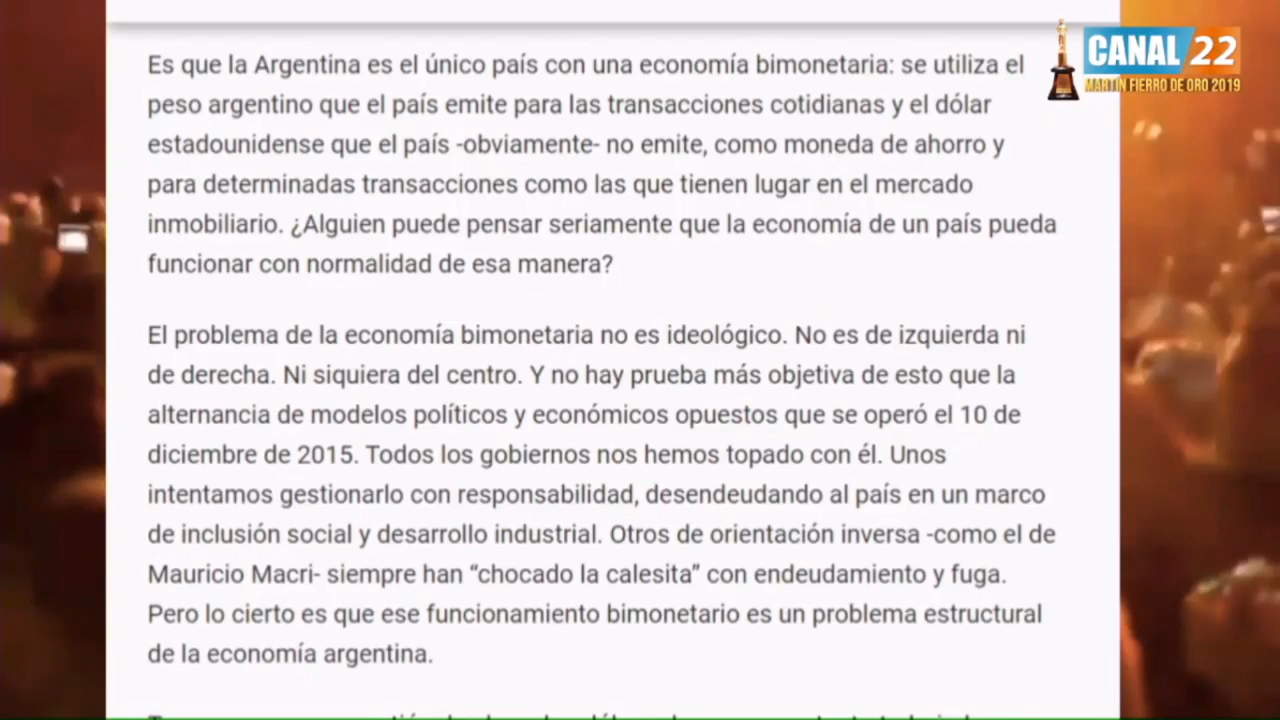 CANAL 22
MARTÍN FIERRO DE ORO 2019
Es que la Argentina es el único país con una economía bimonetaria: se utiliza el
peso argentino que el país emite para las transacciones cotidianas y el dólar
estadounidense que el país -obviamente- no emite, como moneda de ahorro y
para determinadas transacciones como las que tienen lugar en el mercado
inmobiliario. ¿Alguien puede pensar seriamente que la economía de un país pueda
funcionar con normalidad de esa manera?
El problema de la economía bimonetaria no es ideológico. No es de izquierda ni
de derecha. Ni siquiera del centro. Y no hay prueba más objetiva de esto que la
alternancia de modelos políticos y económicos opuestos que se operó el 10 de
diciembre de 2015. Todos los gobiernos nos hemos topado con él. Unos
intentamos gestionarlo con responsabilidad, desendeudando al país en un marco
de inclusión social y desarrollo industrial. Otros de orientación inversa -como el de
Mauricio Macri- siempre han “chocado la calesita” con endeudamiento y fuga.
Pero lo cierto es que ese funcionamiento bimonetario es un problema estructural
de la economía argentina.